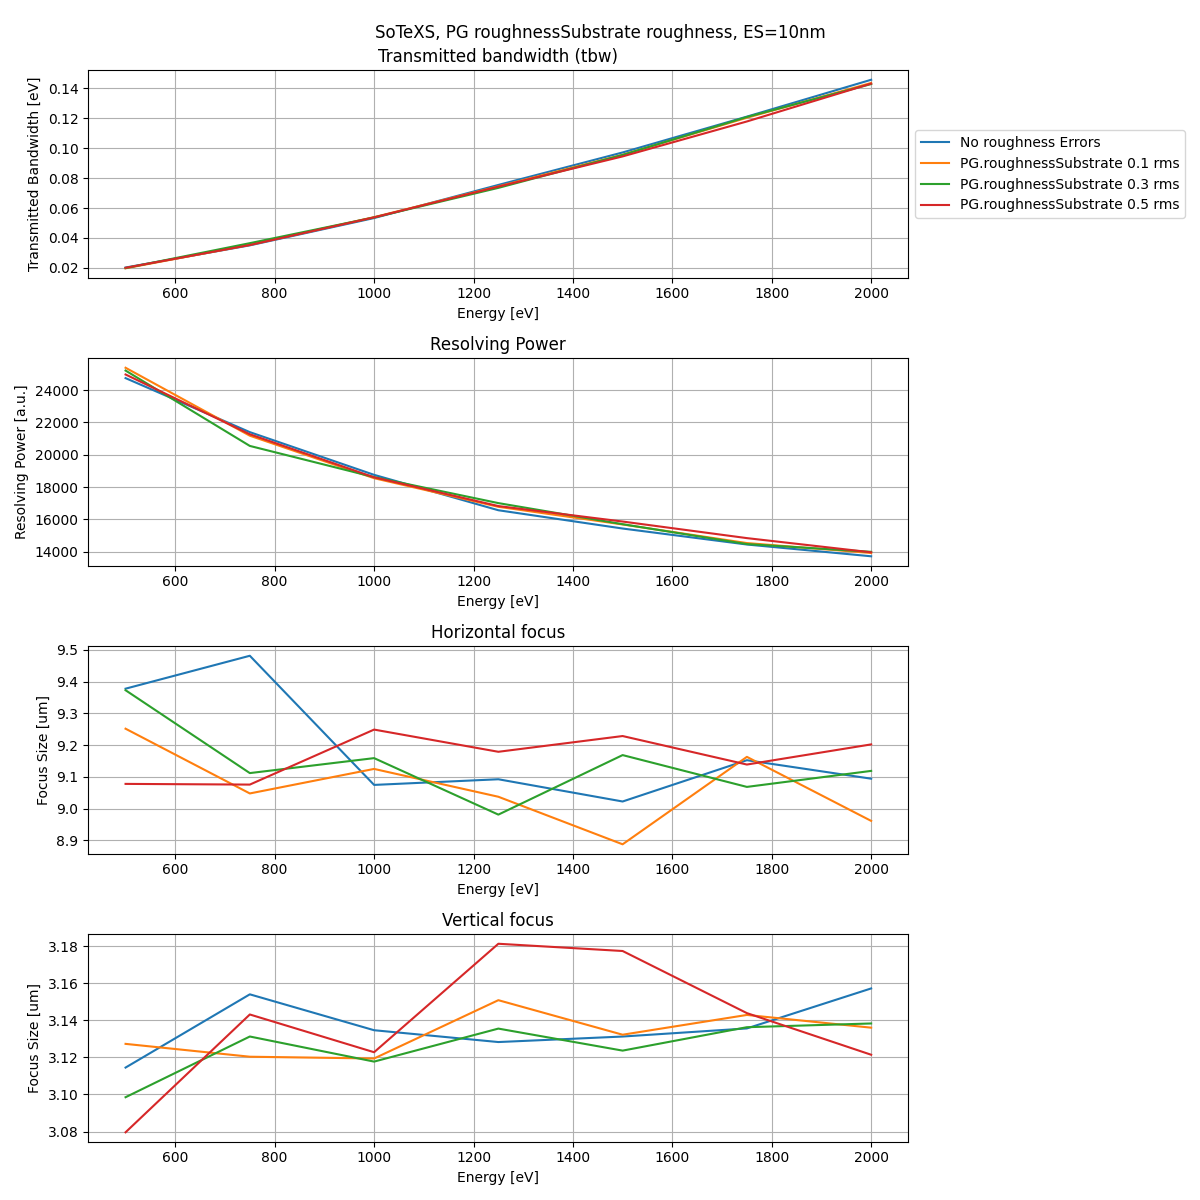 SoTeXS, PG roughnessSubstrate roughness, ES=10nm
Transmitted bandwidth (tbw)
Transmitted Bandwidth [eV]
0.14
0.12
0.10
0.08
0.06
0.04
0.02
600 800 1000 1200 1400 1600 1800 2000
Energy [eV]
No roughness Errors
PG.roughnessSubstrate 0.1 rms
PG.roughnessSubstrate 0.3 rms
PG.roughnessSubstrate 0.5 rms
Resolving Power
Resolving Power [a.u.]
24000
22000
20000
18000
16000
14000
600 800 1000 1200 1400 1600 1800 2000
Energy [eV]
Horizontal focus
Focus Size [um]
9.5
9.4
9.3
9.2
9.1
9.0
8.9
600 800 1000 1200 1400 1600 1800 2000
Energy [eV]
Vertical focus
Focus Size [um]
3.18
3.16
3.14
3.12
3.10
3.08
600 800 1000 1200 1400 1600 1800 2000
Energy [eV]